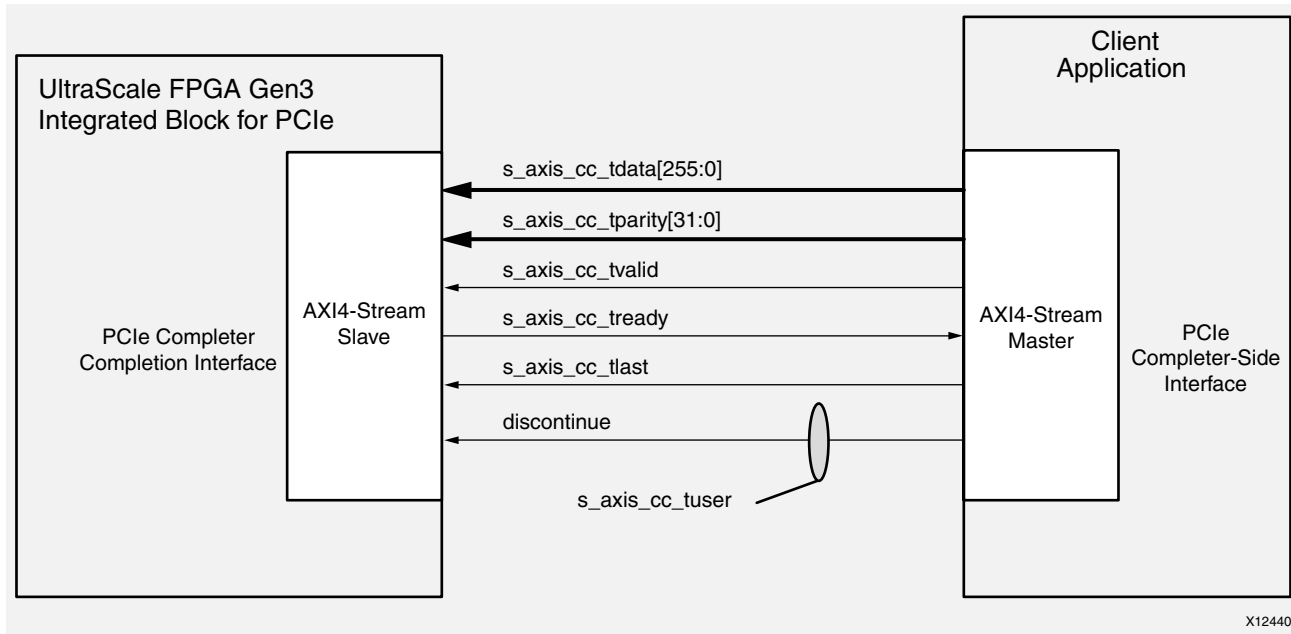 UltraScale FPGA Gen3
Integrated Block for PCIe
Client
Application
s_axis_cc_tdata[255:0]
s_axis_cc_tparity[31:0]
s_axis_cc_tvalid
s_axis_cc_tready
s_axis_cc_tlast
discontinue
s_axis_cc_tuser
PCIe Completer
Completion Interface
AXI4-Stream
Slave
AXI4-Stream
Master
PCIe
Completer-Side
Interface
X12440